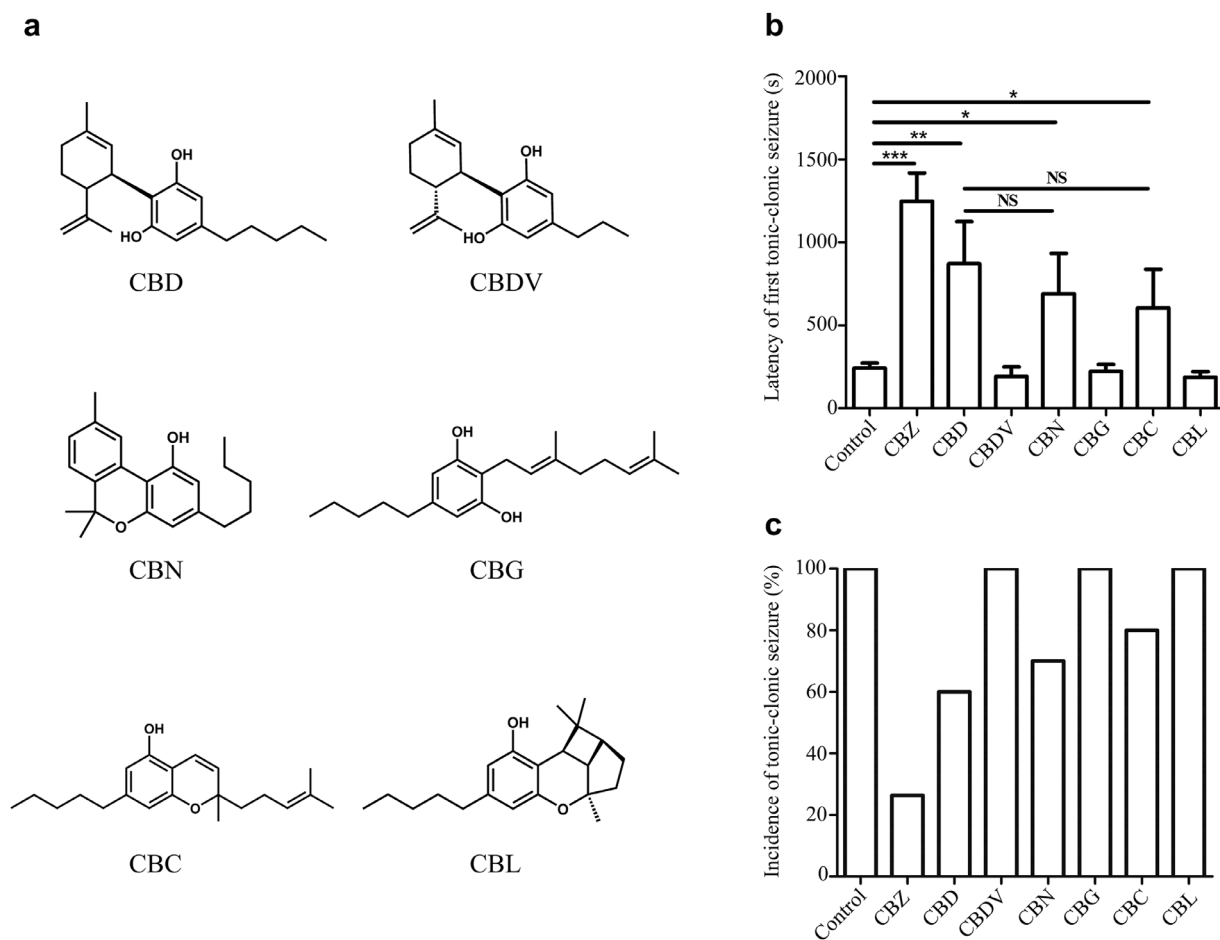 a
OH
HO
CBD
OH
HO
CBDV
OH
O
CBN
OH
OH
CBG
OH
O
CBC
OH
O
CBL
b
Latency of first tonic-clonic seizure (s)
2000
1500
1000
500
0
*
*
**
***
NS
NS
Control
CBZ
CBD
CBDV
CBN
CBG
CBC
CBL
c
Incidence of tonic-clonic seizure (%)
100
80
60
40
20
0
Control
CBZ
CBD
CBDV
CBN
CBG
CBC
CBL